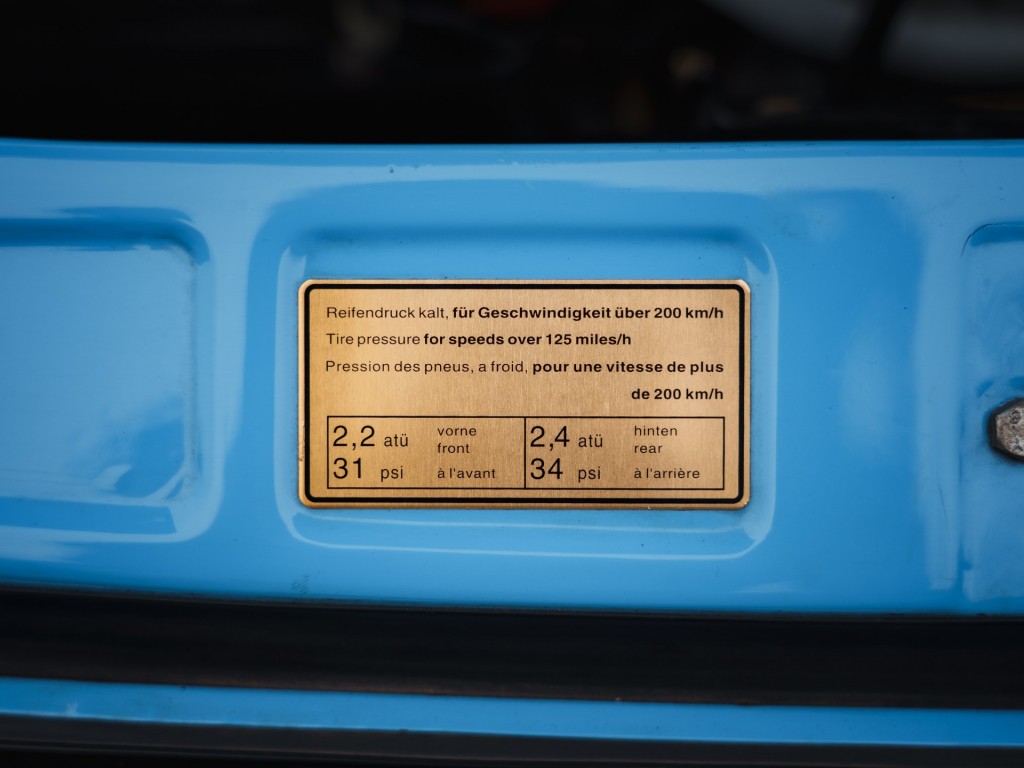 Reifendruck kalt, für Geschwindigkeit über 200 km/h
Tire pressure for speeds over 125 miles/h
Pression des pneus, a froid, pour une vitesse de plus
de 200 km/h
2,2 atü vorne front 2,4 atü hinten rear
31 psi à l'avant 34 psi à l'arrière